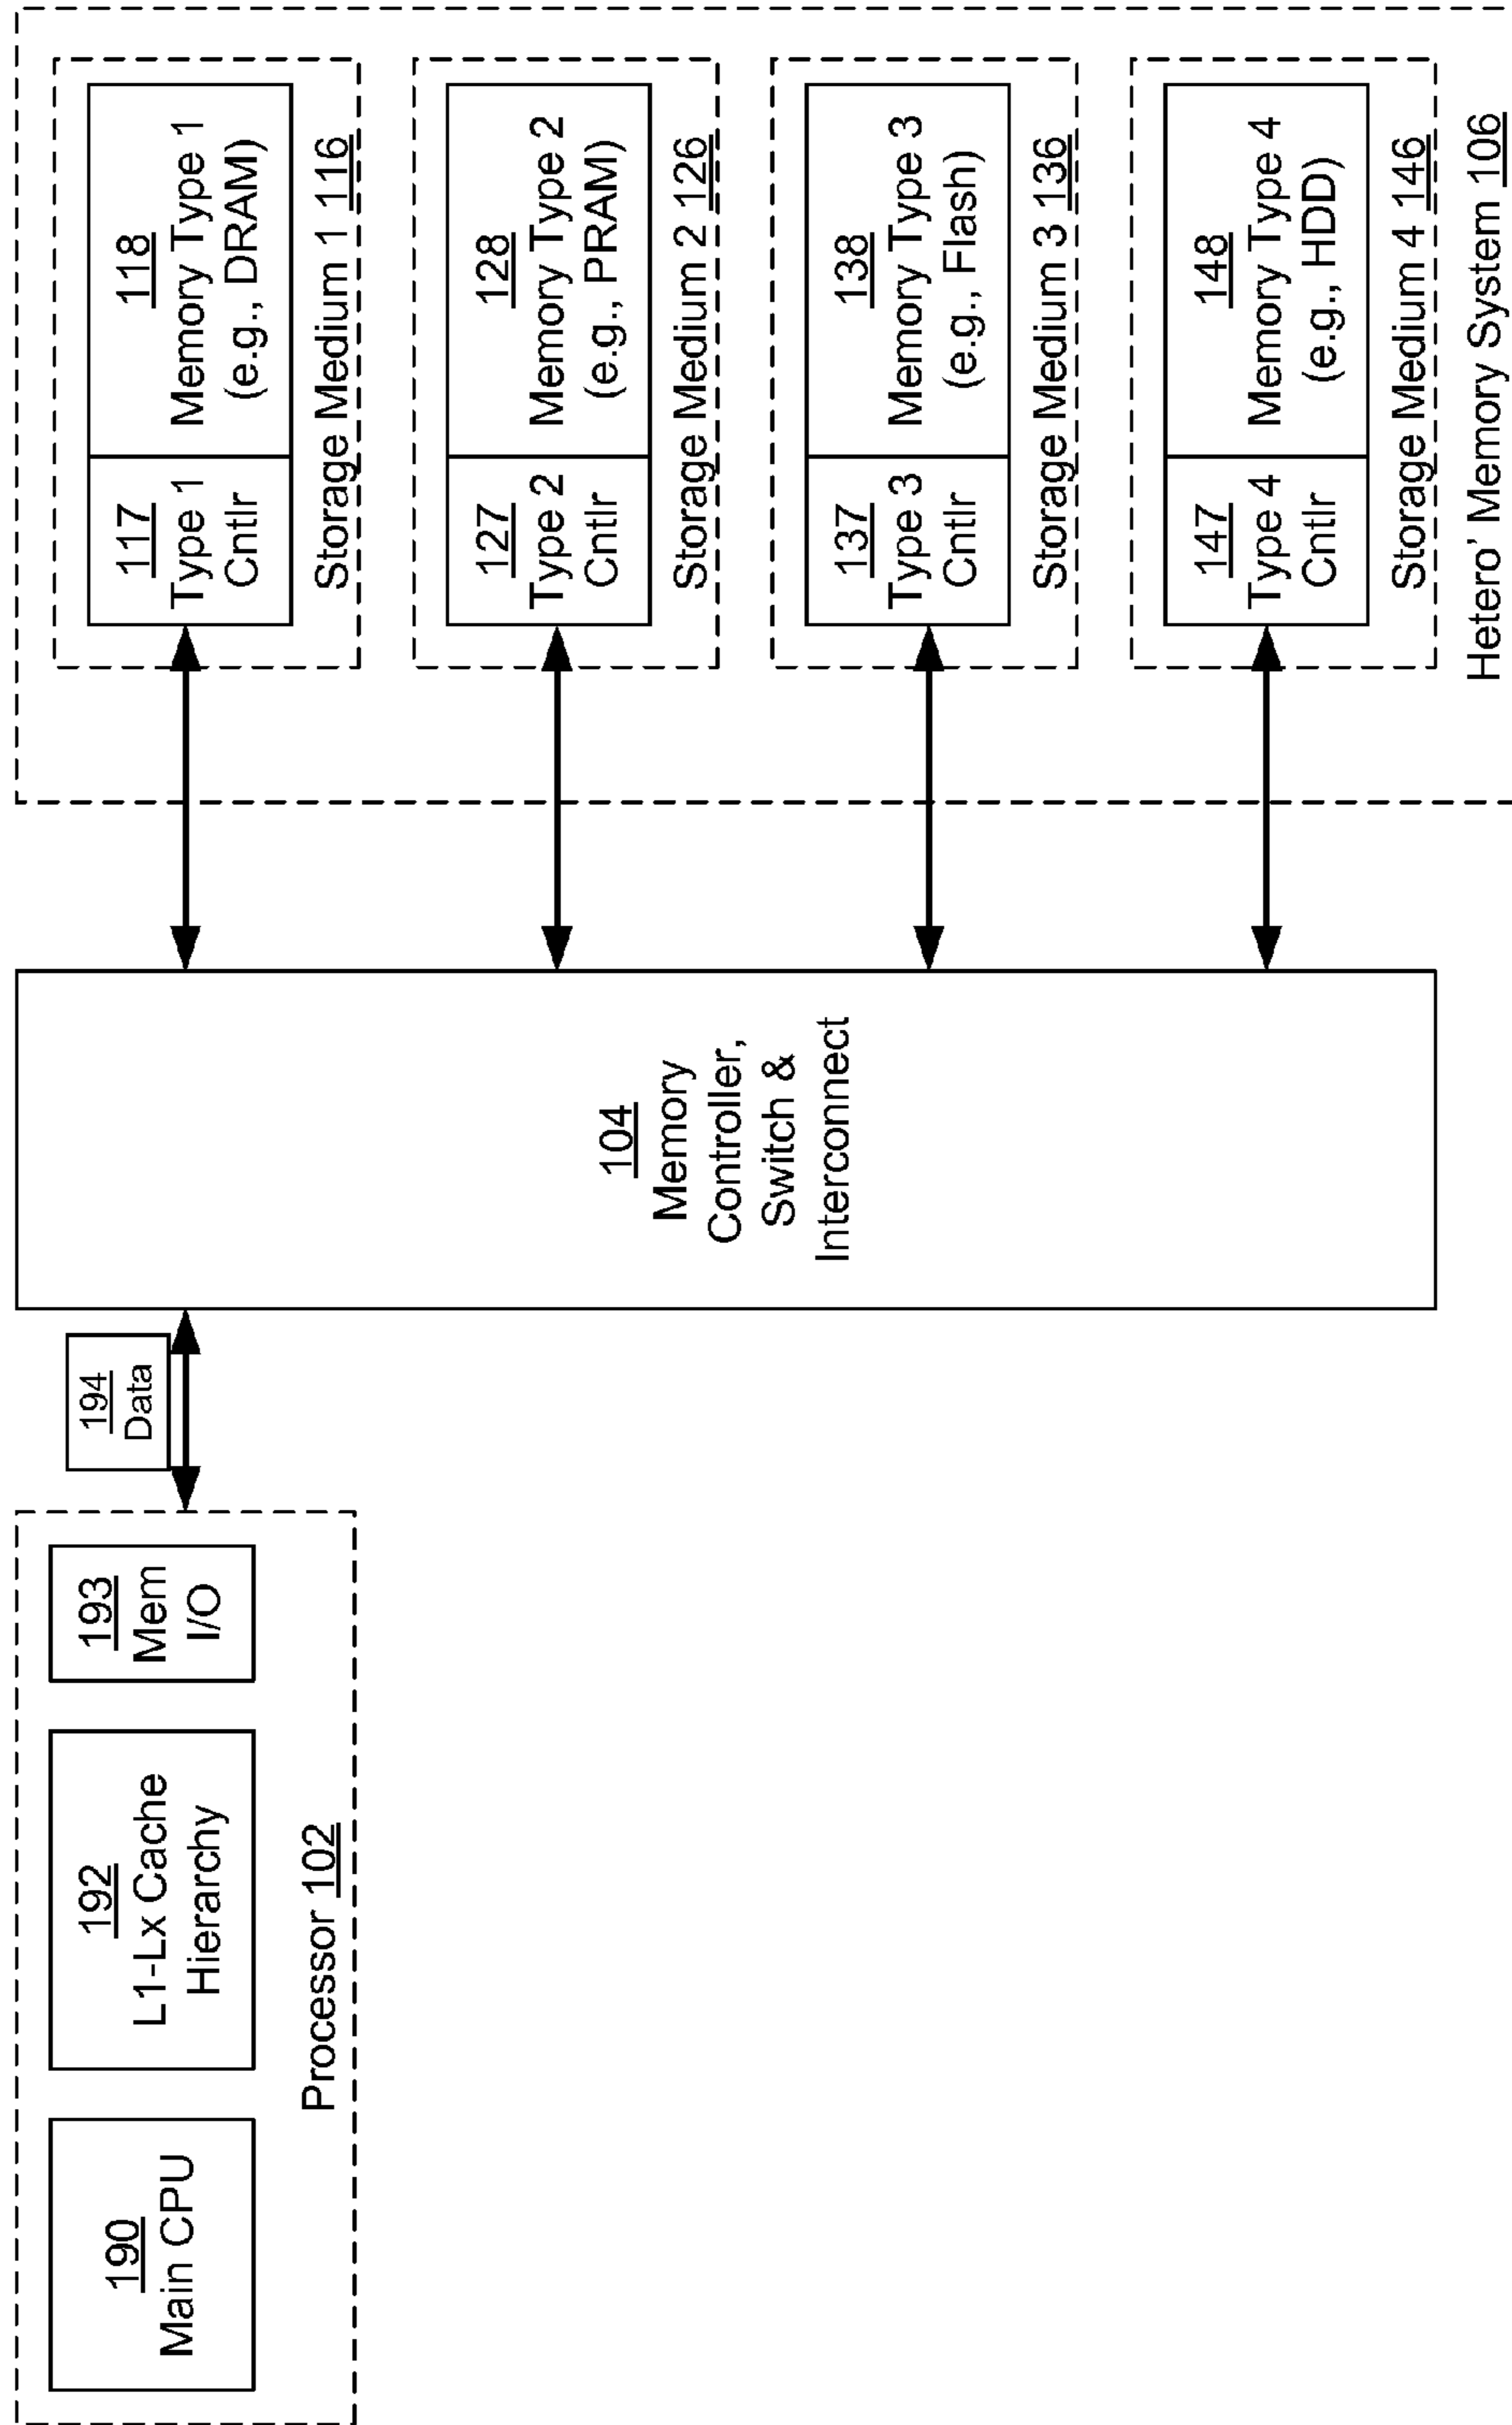 190
Main CPU
192
L1-Lx Cache
Hierarchy
193
Mem
I/O
Processor 102
194
Data
104
Memory
Controller,
Switch &
Interconnect
117
Type 1
Cntlr
118
Memory Type 1
(e.g., DRAM)
Storage Medium 1 116
127
Type 2
Cntlr
128
Memory Type 2
(e.g., PRAM)
Storage Medium 2 126
137
Type 3
Cntlr
138
Memory Type 3
(e.g., Flash)
Storage Medium 3 136
147
Type 4
Cntlr
148
Memory Type 4
(e.g., HDD)
Storage Medium 4 146
Hetero' Memory System 106